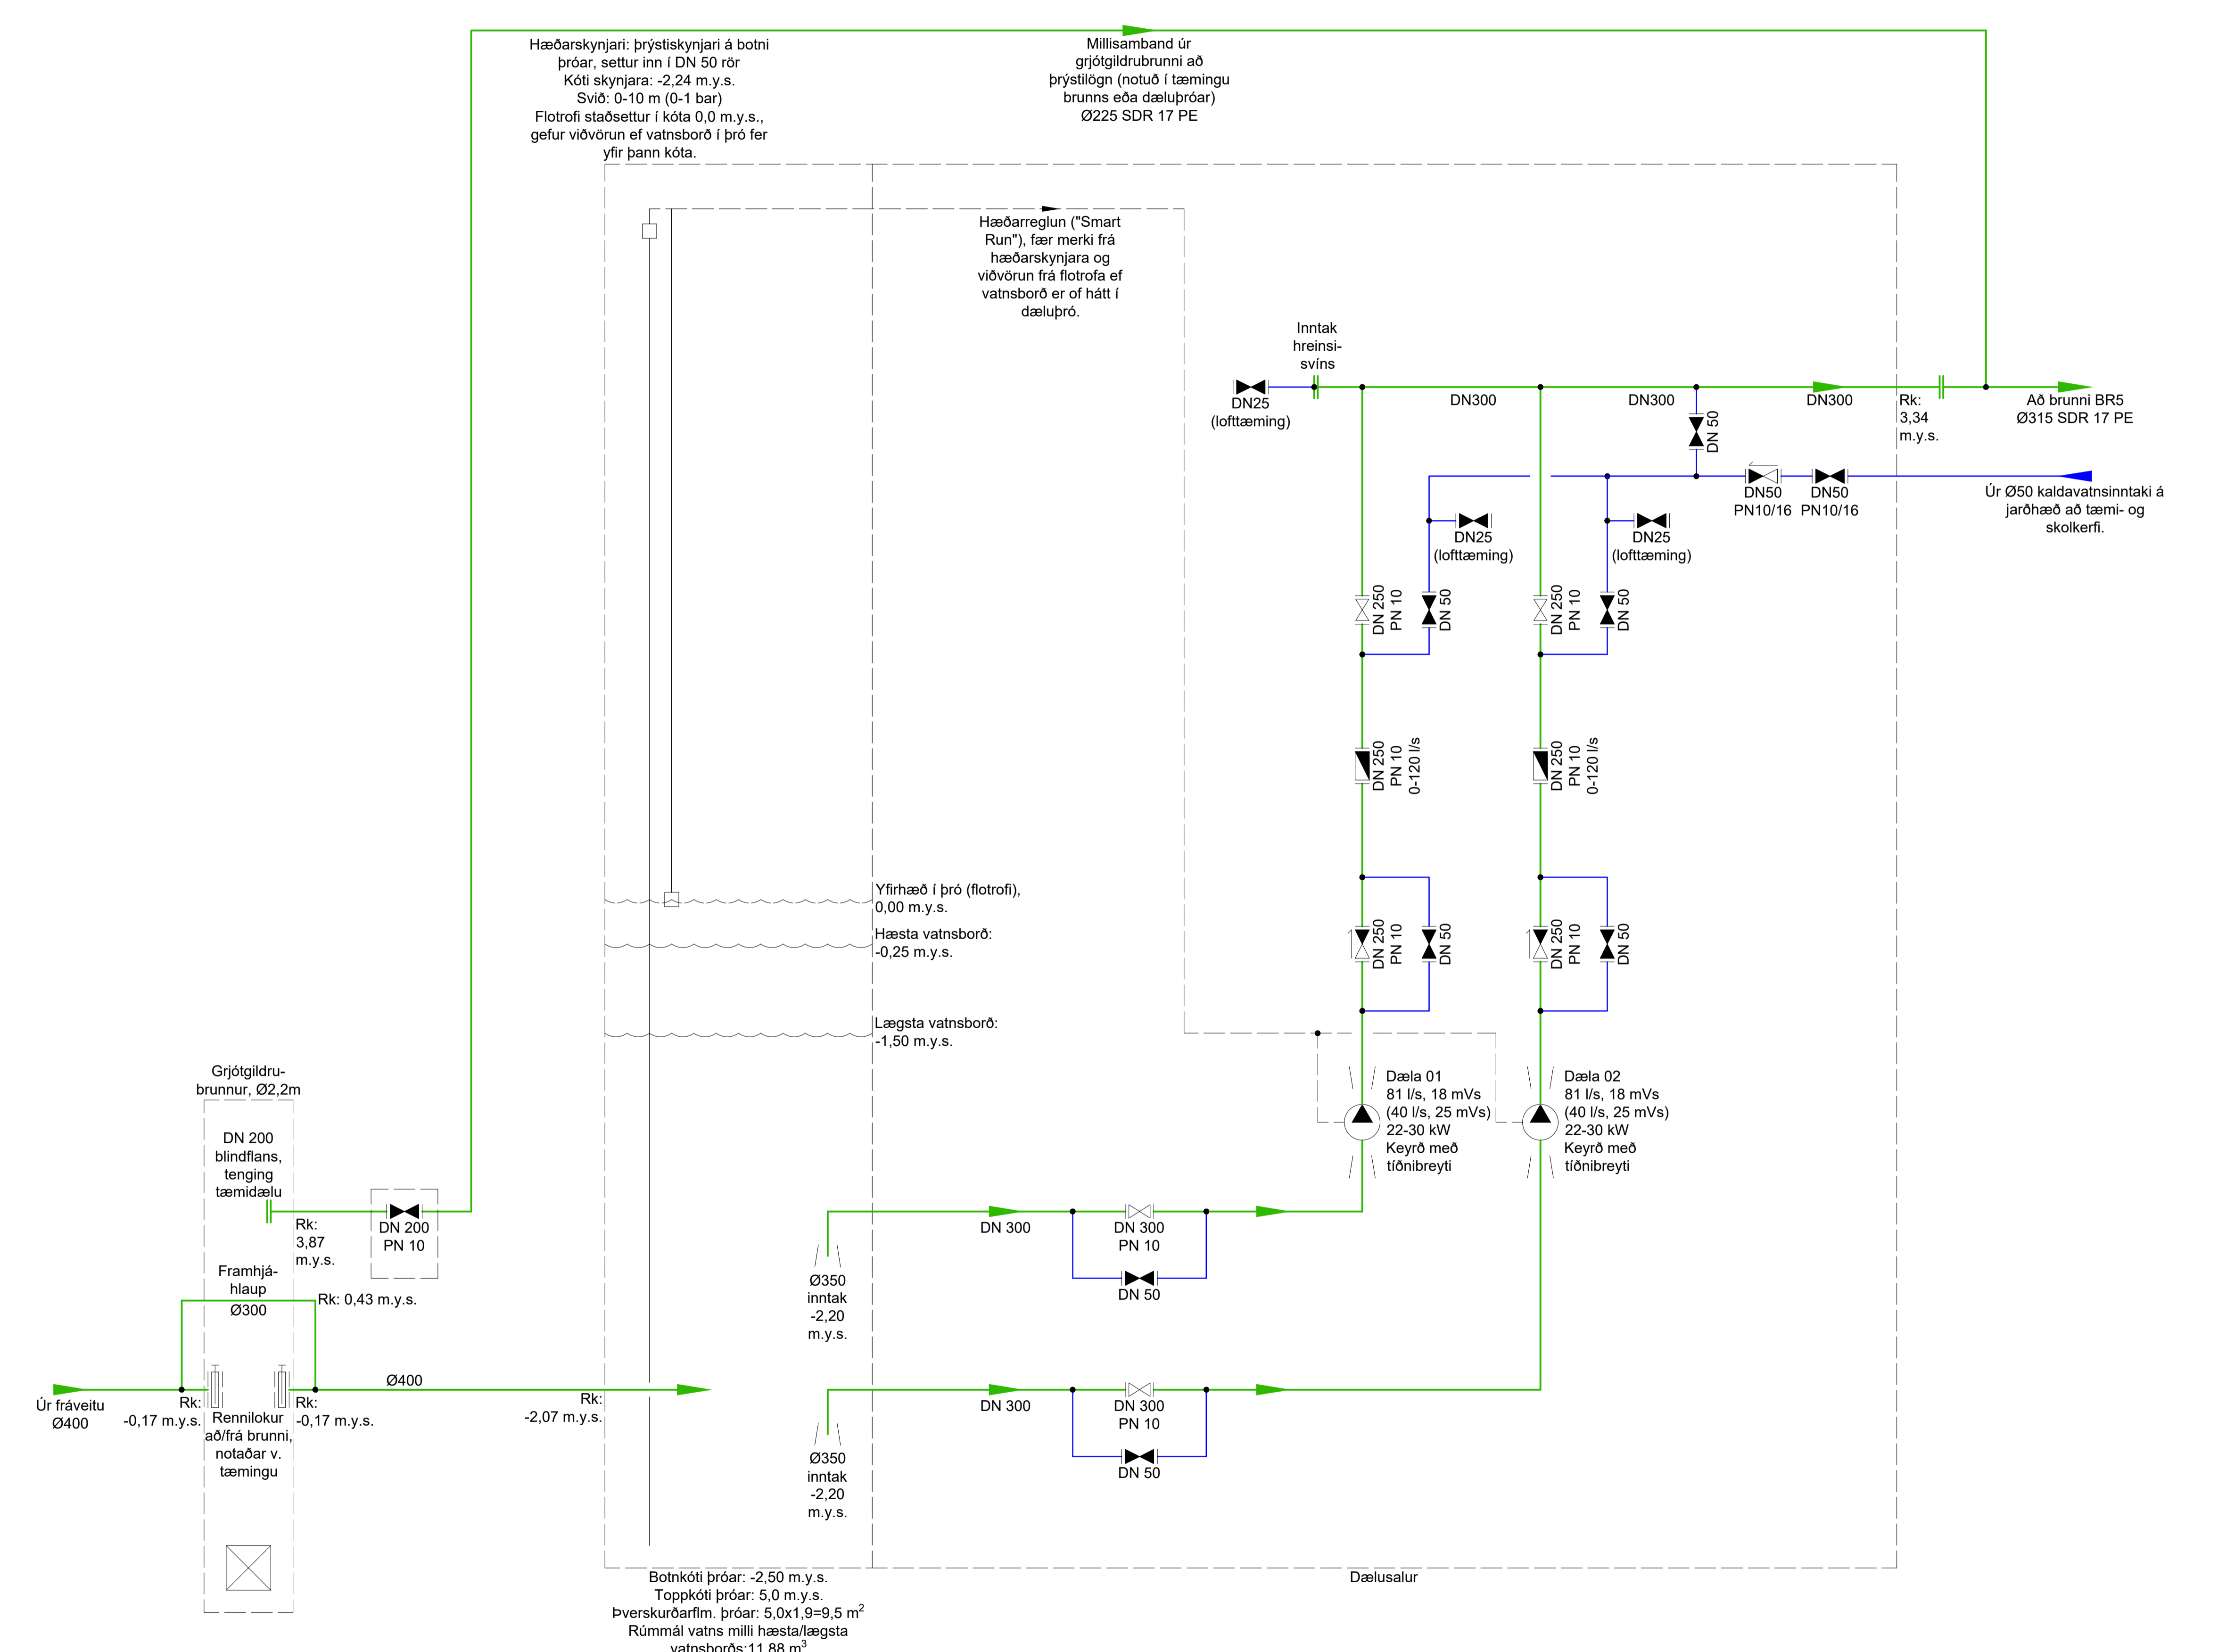 Hæðarskynjari: þrýstiskynjari á botni
þróar, settur inn í DN 50 rör
Kóti skynjara: -2,24 m.y.s.
Svið: 0-10 m (0-1 bar)
Flotrofi staðsettur í kóta 0,0 m.y.s.,
gefur viðvörun ef vatnsborð í þró fer
yfir þann kóta.
Millisamband úr
grjótgildrubrunni að
þrýstilögn (notuð í tæmingu
brunns eða dæluþróar)
Ø225 SDR 17 PE
Hæðarreglun ("Smart
Run"), fær merki frá
hæðarskynjara og
viðvörun frá flotrofa ef
vatnsborð er of hátt í
dæluþró.
Inntak
hreinsi-
svíns
DN25
(lofttæming)
DN300
DN300
DN300
Rk:
3,34
m.y.s.
Að brunni BR5
Ø315 SDR 17 PE
DN 50
DN50
PN10/16
DN50
PN10/16
Úr Ø50 kaldavatnsinntaki á
jarðhæð að tæmi- og
skolkerfi.
DN25
(lofttæming)
DN25
(lofttæming)
DN 250
PN 10
DN 50
DN 250
PN 10
DN 50
DN 250
PN 10
0-120 l/s
DN 250
PN 10
0-120 l/s
Yfirhæð í þró (flotrofi),
0,00 m.y.s.
Hæsta vatnsborð:
-0,25 m.y.s.
DN 250
PN 10
DN 50
DN 250
PN 10
DN 50
Lægsta vatnsborð:
-1,50 m.y.s.
Dæla 01
81 l/s, 18 mVs
(40 l/s, 25 mVs)
22-30 kW
Keyrð með
tíðnibreyti
Dæla 02
81 l/s, 18 mVs
(40 l/s, 25 mVs)
22-30 kW
Keyrð með
tíðnibreyti
Grjótgildru-
brunnur, Ø2,2m
DN 200
blindflans,
tenging
tæmidælu
Rk:
3,87
m.y.s.
DN 200
PN 10
DN 300
DN 300
PN 10
DN 50
Ø350
inntak
-2,20
m.y.s.
Framhjá-
hlaup
Ø300
Rk: 0,43 m.y.s.
Úr fráveitu
Ø400
Rk:
-0,17 m.y.s.
Rennilokur
að/frá brunni,
notaðar v.
tæmingu
Rk:
-0,17 m.y.s.
Ø400
Rk:
-2,07 m.y.s.
DN 300
DN 300
PN 10
DN 50
Ø350
inntak
-2,20
m.y.s.
Botnkóti þróar: -2,50 m.y.s.
Toppkóti þróar: 5,0 m.y.s.
Þverskurðarflm. þróar: 5,0x1,9=9,5 m²
Rúmmál vatns milli hæsta/lægsta
vatnsborðs:11,88 m³
Dælusalur